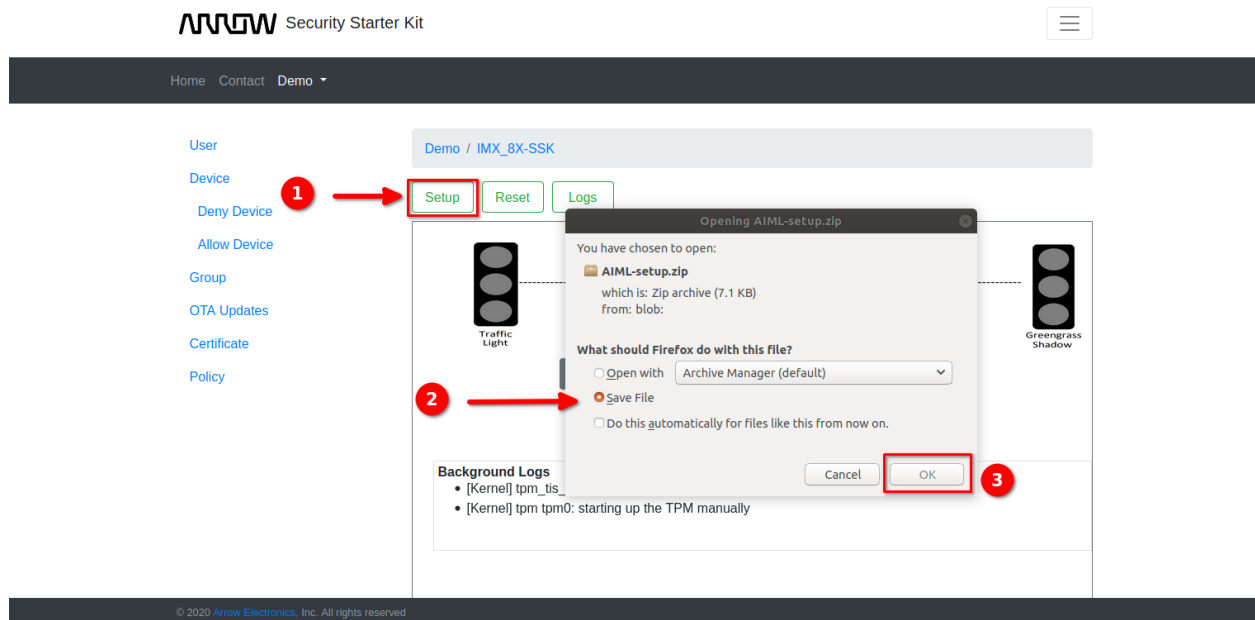 ARROW Security Starter Kit
Home Contact Demo
User
Device
Deny Device
Allow Device
Group
OTA Updates
Certificate
Policy
Demo / IMX_8X-SSK
1
Setup Reset Logs
Traffic
Light
Greengrass
Shadow
Opening AIML-setup.zip
You have chosen to open:
AIML-setup.zip
which is: Zip archive (7.1 KB)
from: blob:
What should Firefox do with this file?
Open with Archive Manager (default)
2
Save File
Do this automatically for files like this from now on.
Cancel OK
3
Background Logs
[Kernel] tpm_tis_
[Kernel] tpm tpm0: starting up the TPM manually
© 2020 Arrow Electronics, Inc. All rights reserved